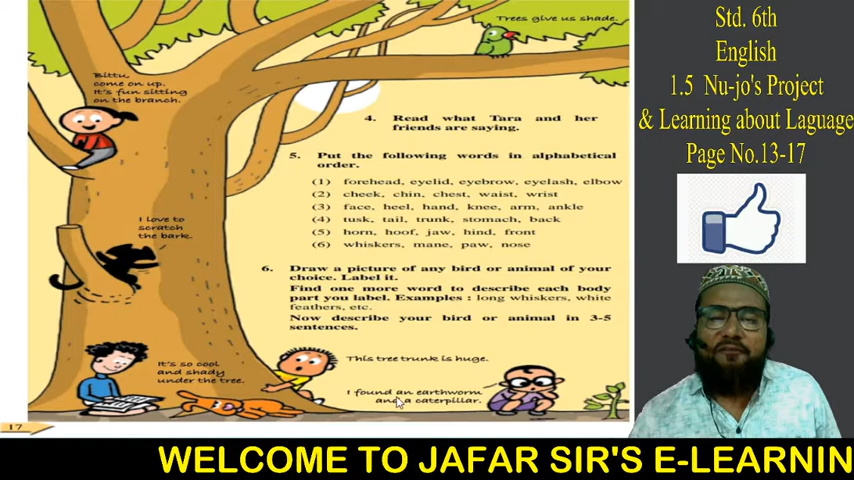 Trees give us shade.
Bittu,
come on up.
It's fun sitting
on the branch.
4. Read what Tara and her
friends are saying.
5. Put the following words in alphabetical
order.
(1) forehead, eyelid, eyebrow, eyelash, elbow
(2) cheek, chin, chest, waist, wrist
(3) face, heel, hand, knee, arm, ankle
(4) tusk, tail, trunk, stomach, back
(5) horn, hoof, jaw, hind, front
(6) whiskers, mane, paw, nose
I love to
scratch
the bark.
6. Draw a picture of any bird or animal of your
choice. Label it.
Find one more word to describe each body
part you label. Examples : long whiskers, white
feathers, etc.
Now describe your bird or animal in 3-5
sentences.
It's so cool
and shady
under the tree.
This tree trunk is huge.
I found an earthworm
and a caterpillar.
17
Std. 6th
English
1.5 Nu-jo's Project
& Learning about Laguage
Page No.13-17
WELCOME TO JAFAR SIR'S E-LEARNIN